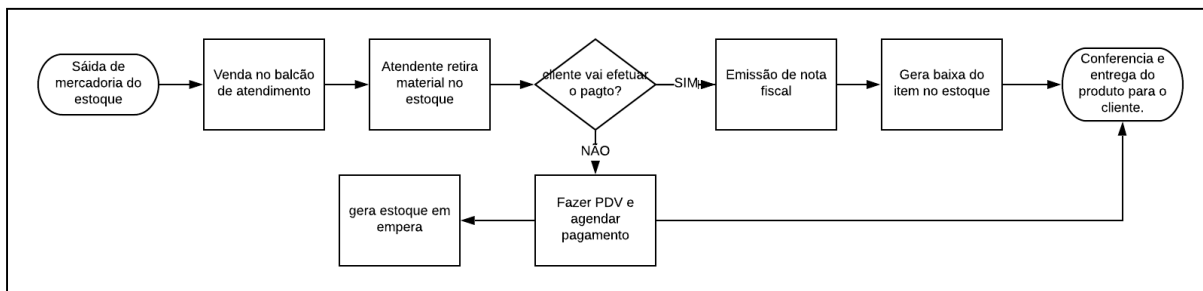 Sáida de
mercadoria do
estoque
Venda no balcão
de atendimento
Atendente retira
material no
estoque
cliente vai efetuar
o pagto?
SIM
Emissão de nota
fiscal
Gera baixa do
item no estoque
Conferencia e
entrega do
produto para o
cliente.
NÃO
gera estoque em
empera
Fazer PDV e
agendar
pagamento